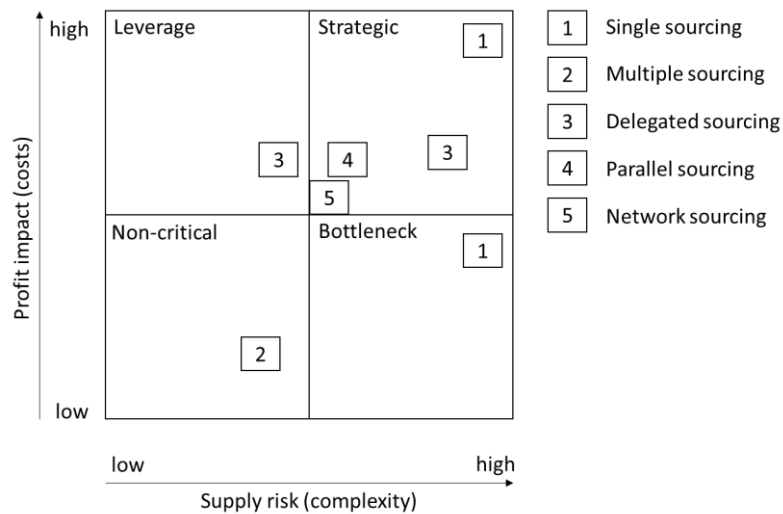 high
Leverage
Strategic
1
3
4
3
5
Non-critical
Bottleneck
1
2
low
Profit impact (costs)
low
high
Supply risk (complexity)
1 Single sourcing
2 Multiple sourcing
3 Delegated sourcing
4 Parallel sourcing
5 Network sourcing